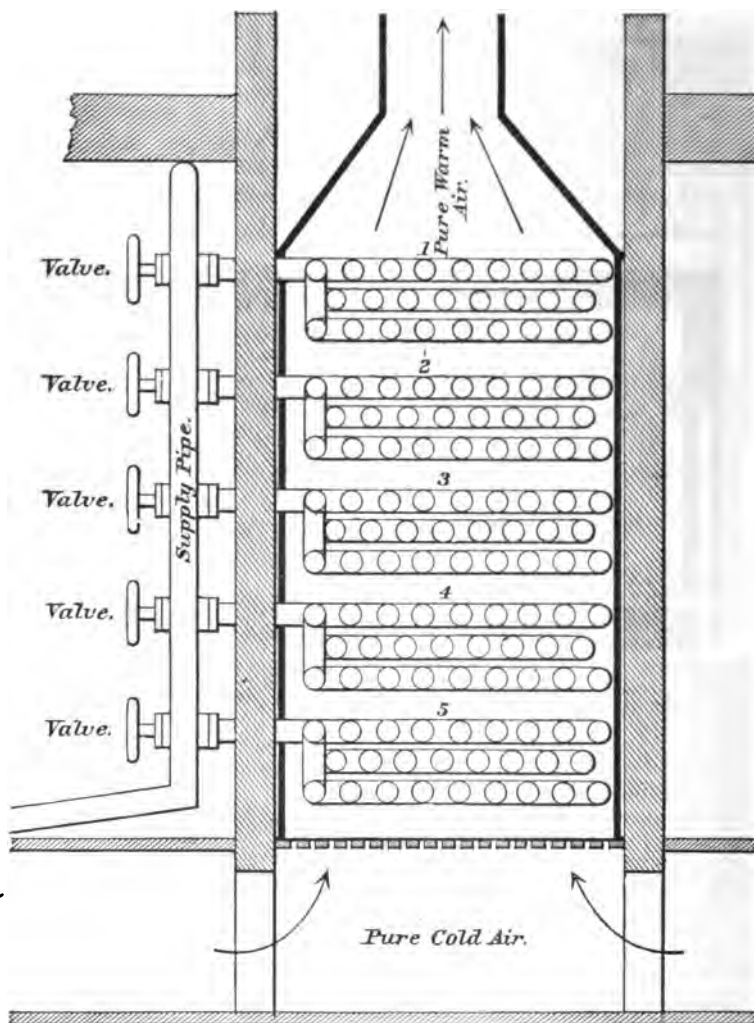 Pure Warm
Air.
1
Valve.
2
Valve.
Supply Pipe.
3
Valve.
4
Valve.
5
Valve.
Pure Cold Air.